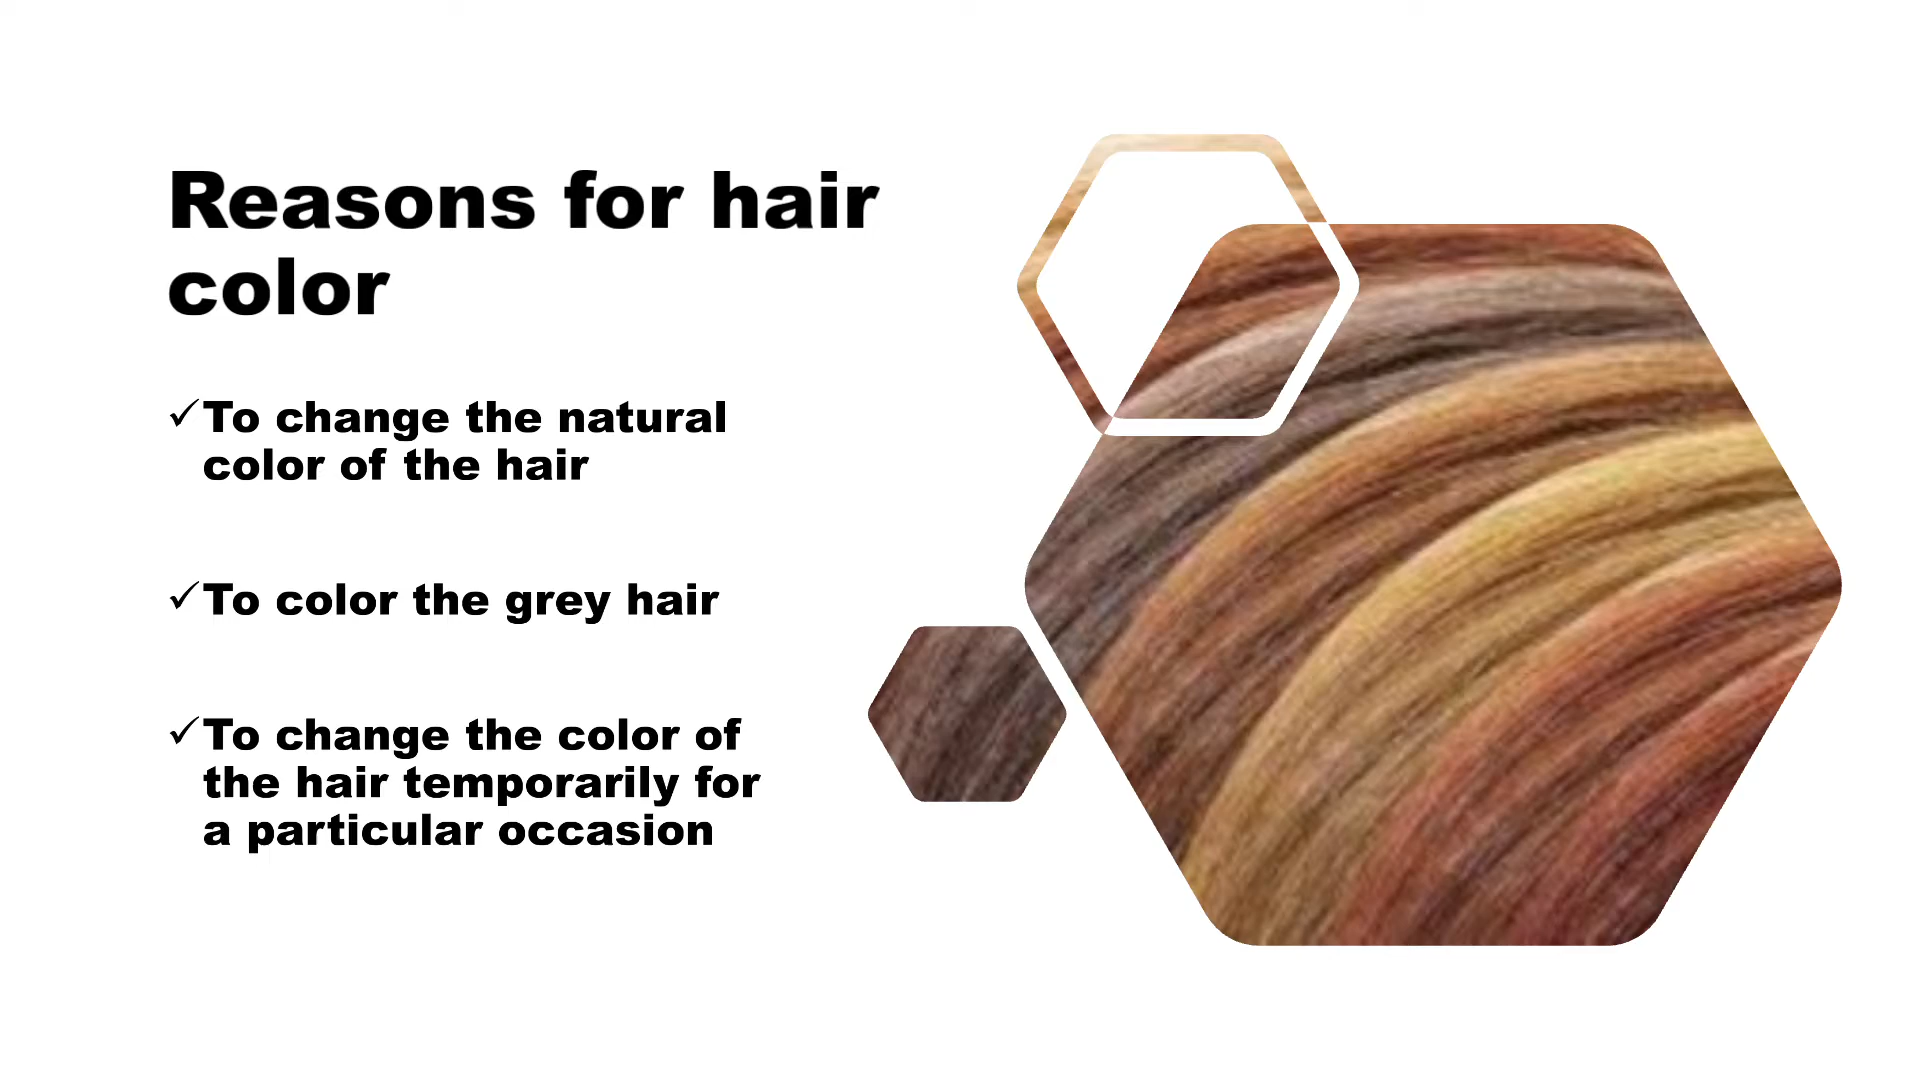 Reasons for hair
color
✓To change the natural
color of the hair
✓To color the grey hair
✓To change the color of
the hair temporarily for
a particular occasion